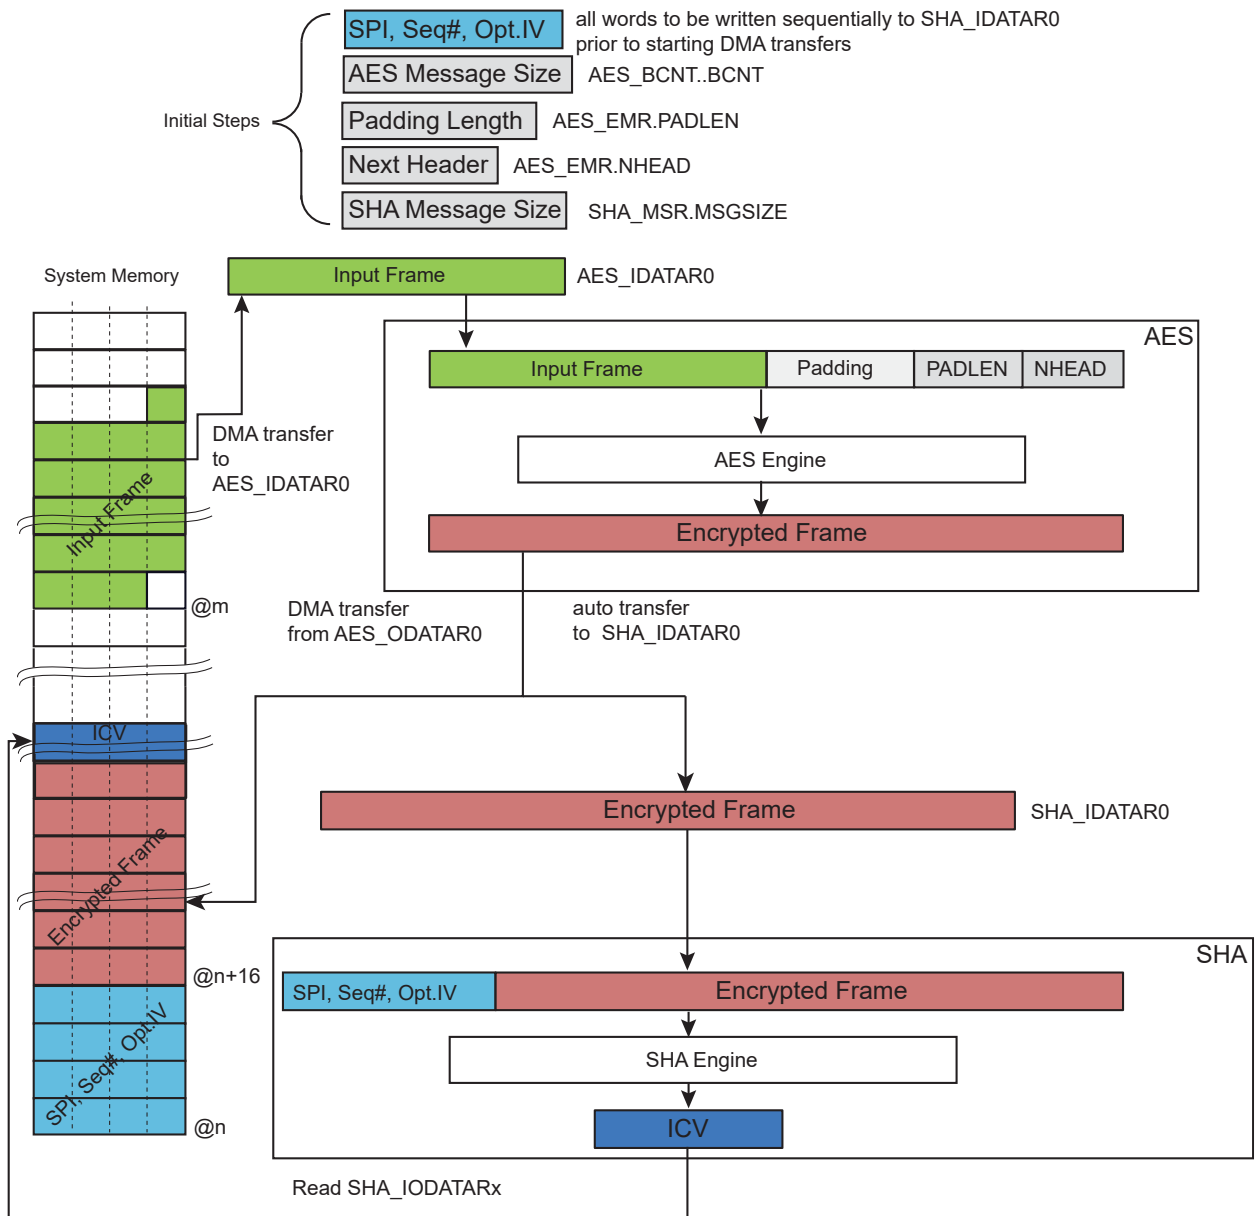 SPI, Seq#, Opt.IV
all words to be written sequentially to SHA_IDATAR0
prior to starting DMA transfers
AES Message Size
AES_BCNT..BCNT
Initial Steps
Padding Length
AES_EMR.PADLEN
Next Header
AES_EMR.NHEAD
SHA Message Size
SHA_MSR.MSGSIZE
System Memory
Input Frame
AES_IDATAR0
AES
Input Frame
Padding
PADLEN
NHEAD
DMA transfer
to
AES_IDATAR0
AES Engine
Input Frame
Encrypted Frame
@m
DMA transfer
from AES_ODATAR0
auto transfer
to SHA_IDATAR0
ICV
Encrypted Frame
SHA_IDATAR0
Encrypted Frame
@n+16
SHA
SPI, Seq#, Opt.IV
Encrypted Frame
SPI, Seq#, Opt.IV
SHA Engine
@n
ICV
Read SHA_IODATARx